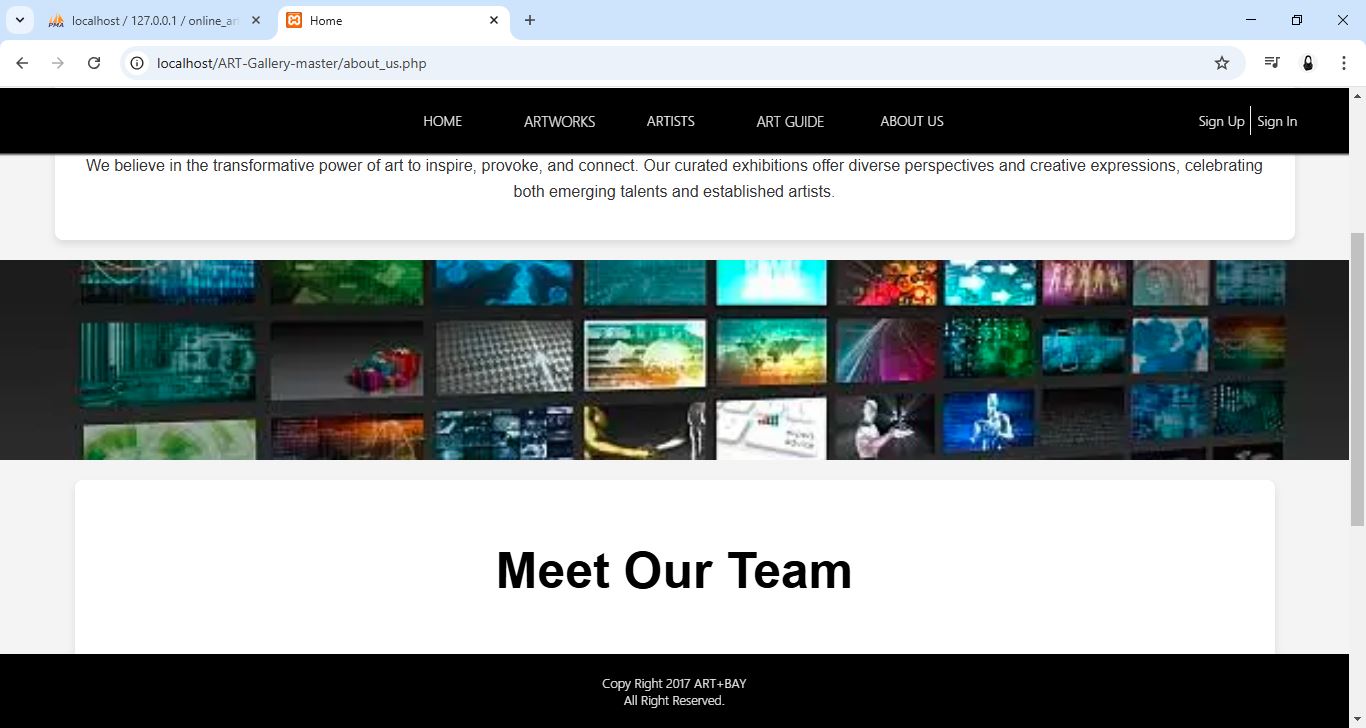 localhost / 127.0.0.1 / online_ar
Home
localhost/ART-Gallery-master/about_us.php
HOME ARTWORKS ARTISTS ART GUIDE ABOUT US Sign Up Sign In
We believe in the transformative power of art to inspire, provoke, and connect. Our curated exhibitions offer diverse perspectives and creative expressions, celebrating
both emerging talents and established artists.
Meet Our Team
Copy Right 2017 ART+BAY
All Right Reserved.